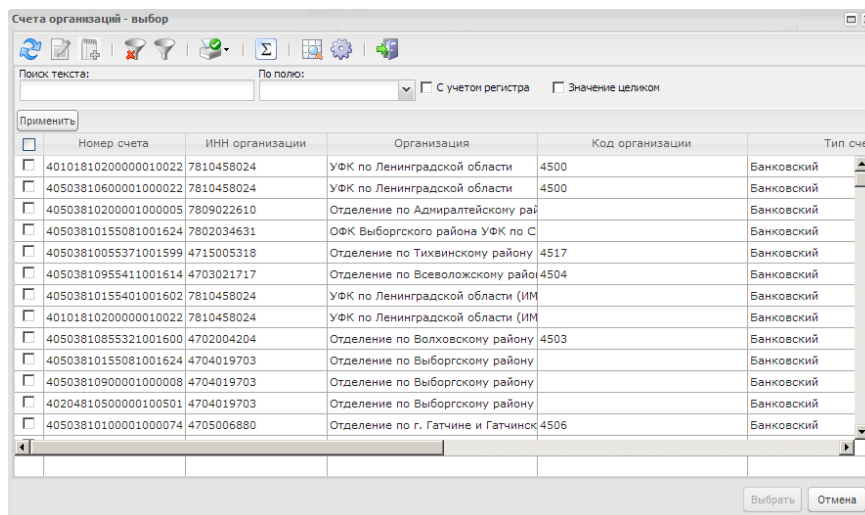 Счета организаций - выбор
Поиск текста: По полю:
С учетом регистра Значение целиком
Применить
Номер счета ИНН организации Организация Код организации Тип сче
40101810200000010022 7810458024 УФК по Ленинградской области 4500 Банковский
40503810600001000022 7810458024 УФК по Ленинградской области 4500 Банковский
40503810200001000005 7809022610 Отделение по Адмиралтейскому рай Банковский
40503810155081001624 7802034631 ОФК Выборгского района УФК по С Банковский
40503810055371001599 4715005318 Отделение по Тихвинскому району 4517 Банковский
40503810955411001614 4703021717 Отделение по Всеволожскому райо 4504 Банковский
40503810155401001602 7810458024 УФК по Ленинградской области (ИМ Банковский
40101810200000010022 7810458024 УФК по Ленинградской области (ИМ Банковский
40503810855321001600 4702004204 Отделение по Волховскому району 4503 Банковский
40503810155081001624 4704019703 Отделение по Выборгскому району Банковский
40503810900001000008 4704019703 Отделение по Выборгскому району Банковский
40204810500000100501 4704019703 Отделение по Выборгскому району Банковский
40503810100001000074 4705006880 Отделение по г. Гатчине и Гатчинск 4506 Банковский
Выбрать Отмена